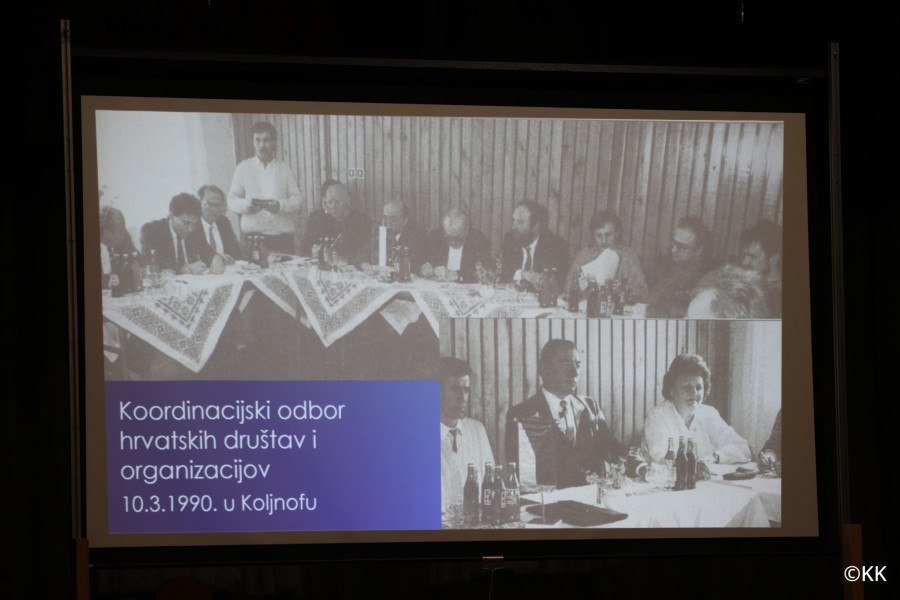 Koordinacijski odbor
hrvatskih društav i
organizacijov
10.3.1990. u Koljnofu
©KK